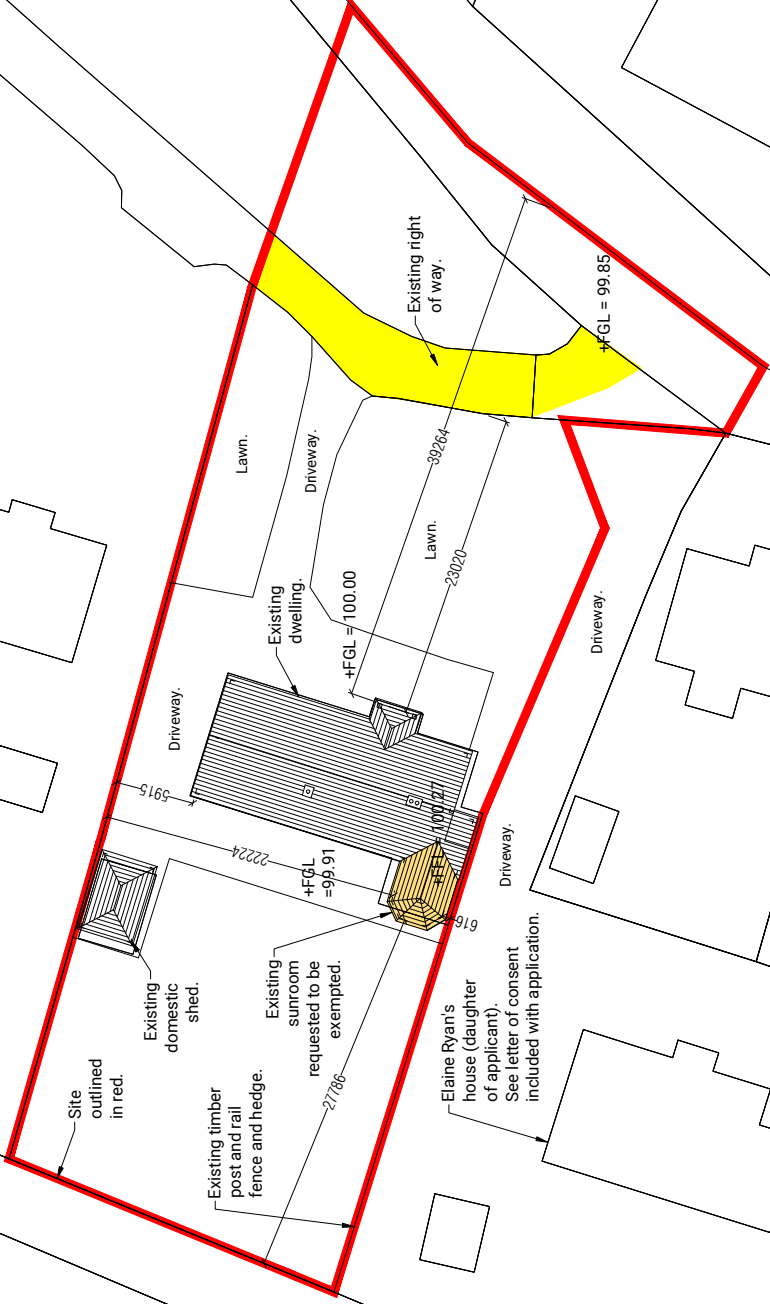 Site
outlined
in red.
Existing timber
post and rail
fence and hedge.
Existing
domestic
shed.
Existing
sunroom
requested to be
exempted.
Elaine Ryan's
house (daughter
of applicant).
See letter of consent
included with application.
27786
616
22224
5915
+FGL
=99.91
+FFL = 100.27
Driveway.
Driveway.
Driveway.
Existing
dwelling.
+FGL = 100.00
23020
39264
Lawn.
Lawn.
Driveway.
Existing right
of way.
+FGL = 99.85